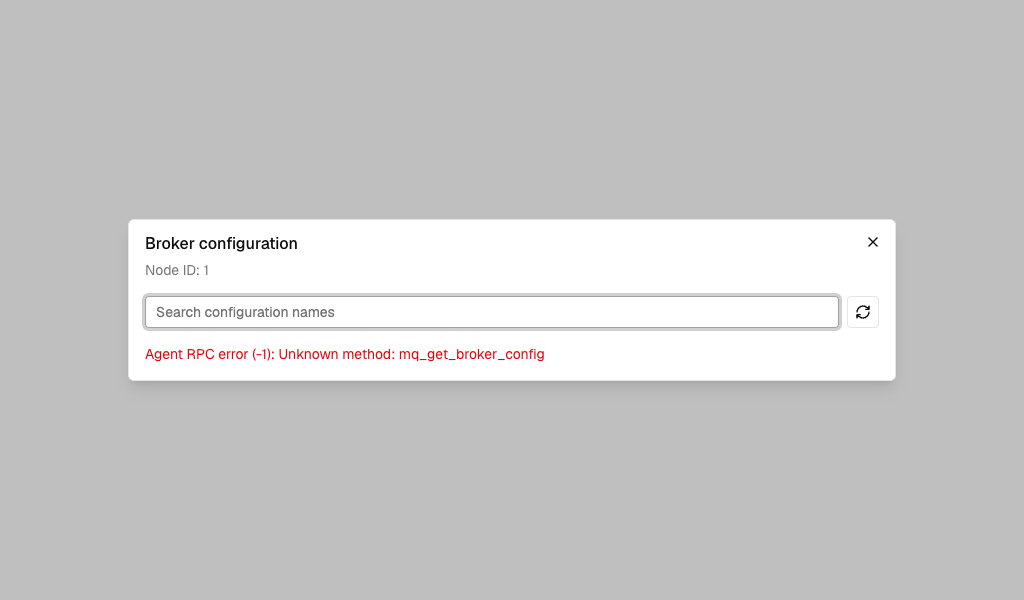 Broker configuration
Node ID: 1
Search configuration names
Agent RPC error (-1): Unknown method: mq_get_broker_config